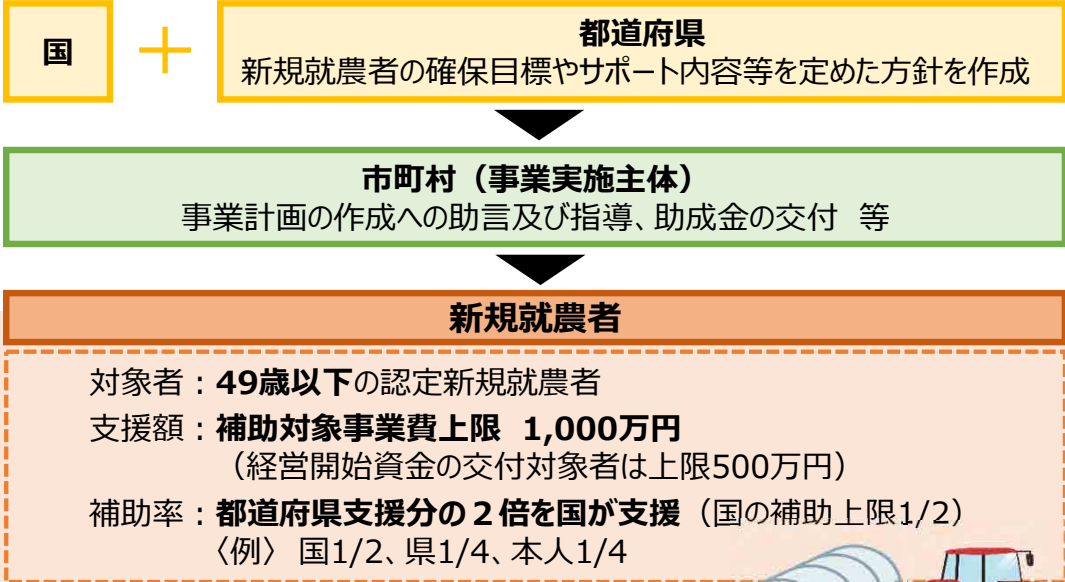 国
＋
都道府県
新規就農者の確保目標やサポート内容等を定めた方針を作成
市町村（事業実施主体）
事業計画の作成への助言及び指導、助成金の交付　等
新規就農者
対象者：49歳以下の認定新規就農者
支援額：補助対象事業費上限　1,000万円
（経営開始資金の交付対象者は上限500万円）
補助率：都道府県支援分の２倍を国が支援（国の補助上限1/2）
〈例〉 国1/2、県1/4、本人1/4